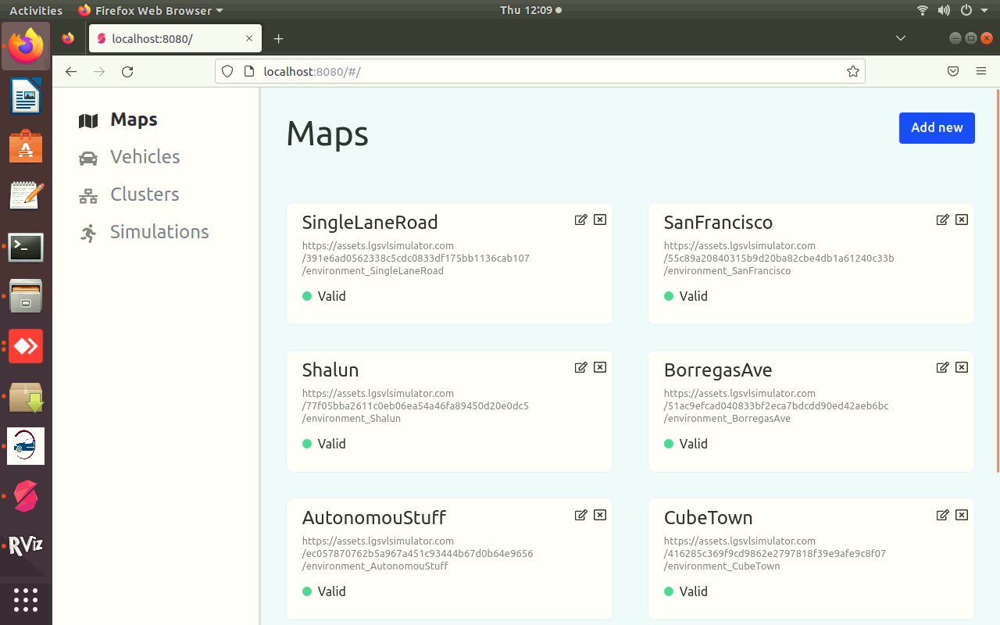 Activities
Firefox Web Browser
Thu 12:09
localhost:8080/
localhost:8080/#/
Maps
Vehicles
Clusters
Simulations
Maps
Add new
SingleLaneRoad
https://assets.lgsvlsimulator.com
/391e6ad0562338c5cdc0833df175bb1136cab107
/environment_SingleLaneRoad
Valid
SanFrancisco
https://assets.lgsvlsimulator.com
/55c89a20840315b9d20ba82cbe4db1a61240c33b
/environment_SanFrancisco
Valid
Shalun
https://assets.lgsvlsimulator.com
/77f05bba2611c0eb06ea54a46fa89450d20e0dc5
/environment_Shalun
Valid
BorregasAve
https://assets.lgsvlsimulator.com
/51ac9efcad040833bf2eca7bdcdd90ed42aeb6bc
/environment_BorregasAve
Valid
AutonomouStuff
https://assets.lgsvlsimulator.com
/ec057870762b5a967a451c93444b67d0b64e9656
/environment_AutonomouStuff
Valid
CubeTown
https://assets.lgsvlsimulator.com
/416285c369f9cd9862e2797818f39e9afe9c8f07
/environment_CubeTown
Valid
RViz